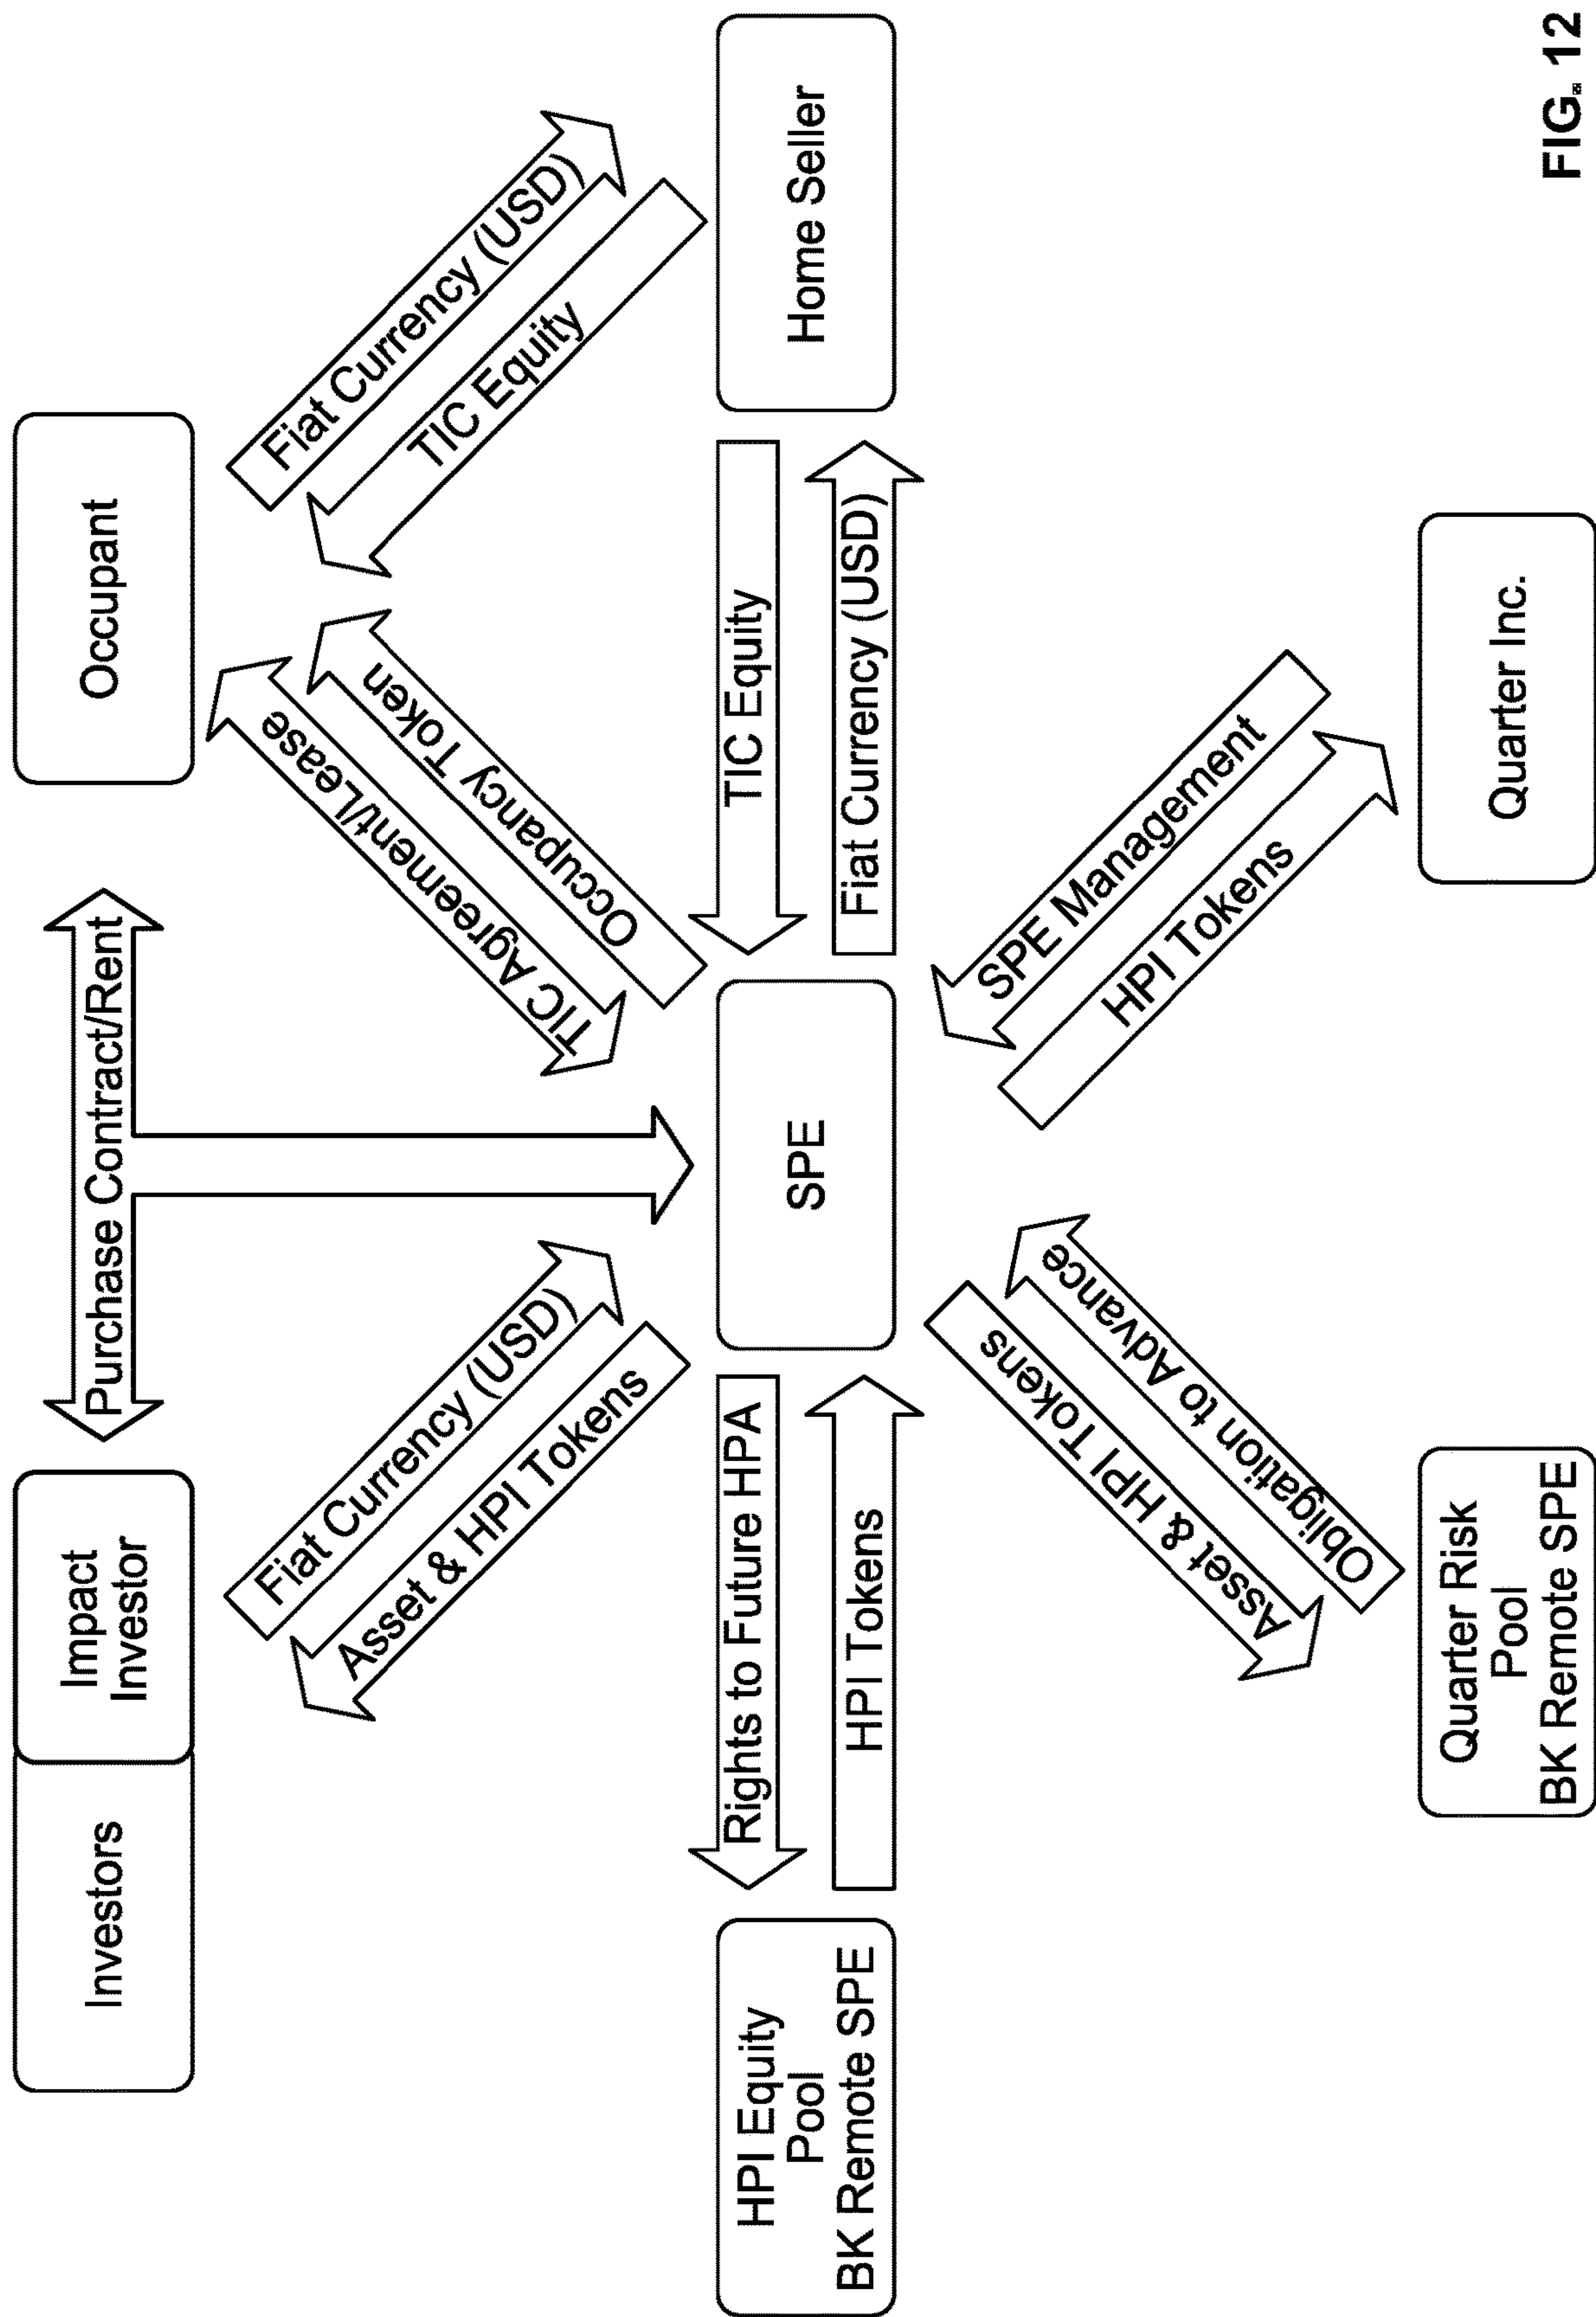 Investors
Impact
Investor
Purchase Contract/Rent
Occupant
Fiat Currency (USD)
Asset & HPI Tokens
TIC Agreement/Lease
Occupancy Token
Fiat Currency (USD)
TIC Equity
HPI Equity
Pool
BK Remote SPE
Rights to Future HPA
HPI Tokens
SPE
TIC Equity
Fiat Currency (USD)
Home Seller
Asset & HPI Tokens
Obligation to Advance
SPE Management
HPI Tokens
Quarter Risk
Pool
BK Remote SPE
Quarter Inc.
FIG. 12